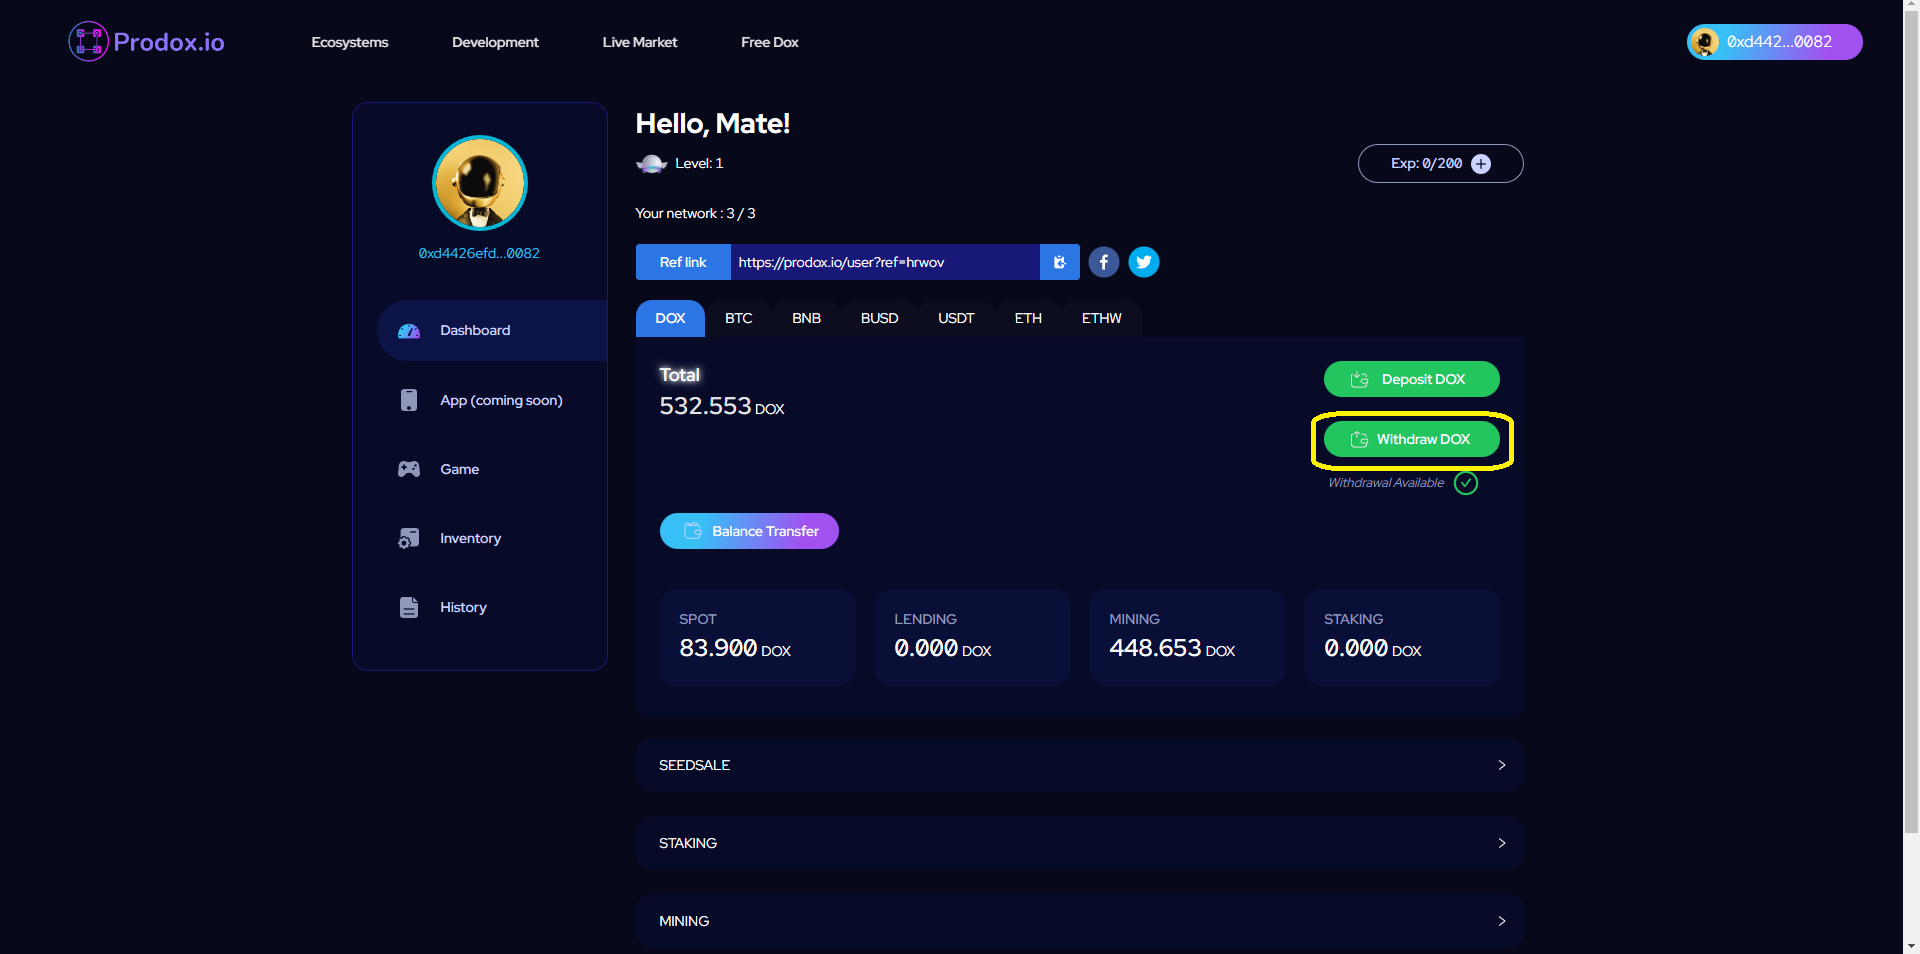 Prodox.io
Ecosystems Development Live Market Free Dox
0xd442...0082
Hello, Mate!
Level: 1
Exp: 0/200
Your network : 3 / 3
Ref link https://prodox.io/user?ref=hrwov
0xd4426efd...0082
Dashboard
App (coming soon)
Game
Inventory
History
DOX BTC BNB BUSD USDT ETH ETHW
Total
532.553 DOX
Deposit DOX
Withdraw DOX
Withdrawal Available
Balance Transfer
SPOT
83.900 DOX
LENDING
0.000 DOX
MINING
448.653 DOX
STAKING
0.000 DOX
SEEDSALE
STAKING
MINING